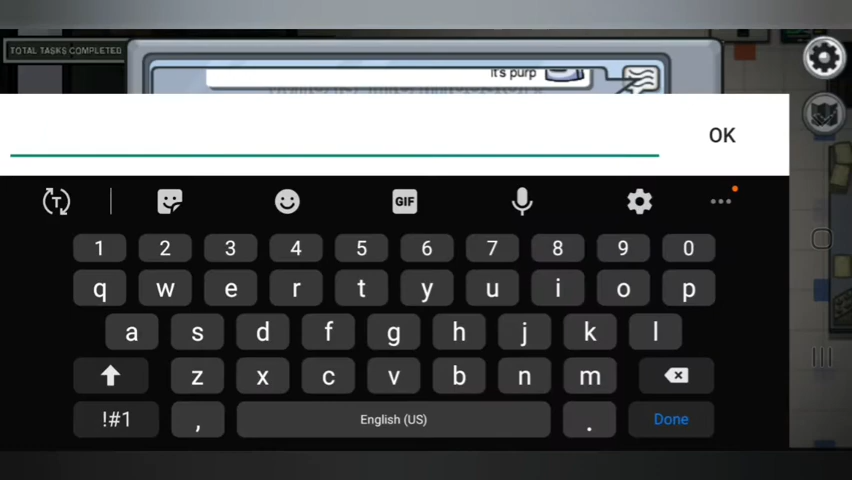 TOTAL TASKS COMPLETED
it's purp
OK
GIF
1 2 3 4 5 6 7 8 9 0
q w e r t y u i o p
a s d f g h j k l
z x c v b n m
!#1 , English (US) . Done